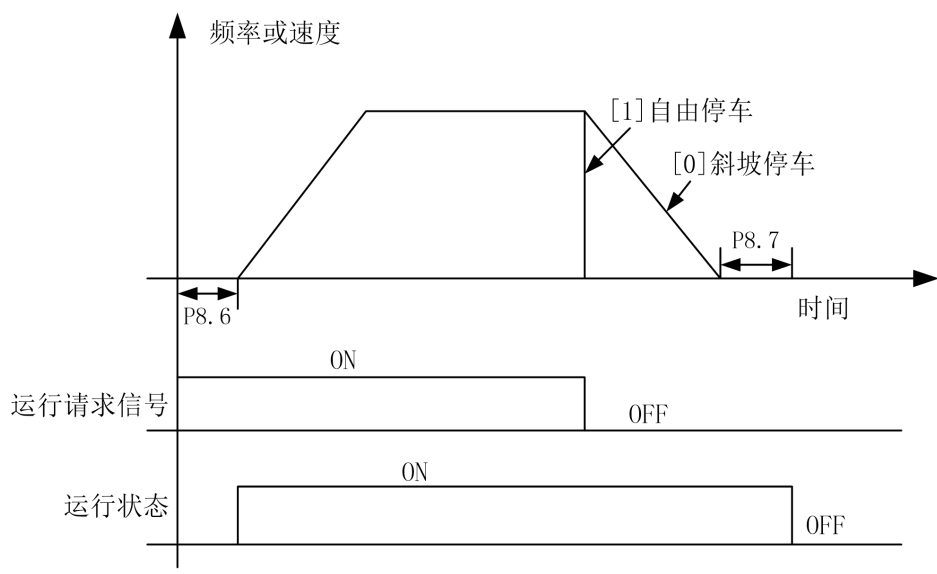 频率或速度
[1]自由停车
[0]斜坡停车
P8.7
时间
P8.6
ON
运行请求信号
OFF
ON
运行状态
OFF